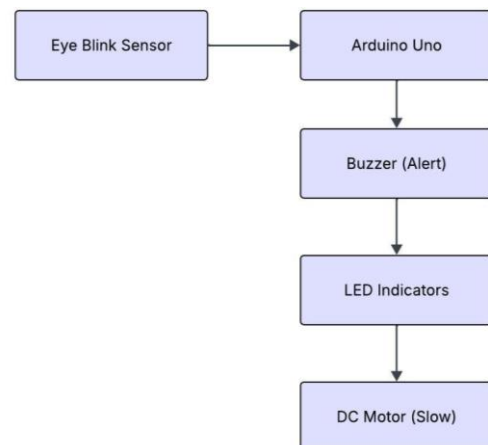 Eye Blink Sensor
Arduino Uno
Buzzer (Alert)
LED Indicators
DC Motor (Slow)